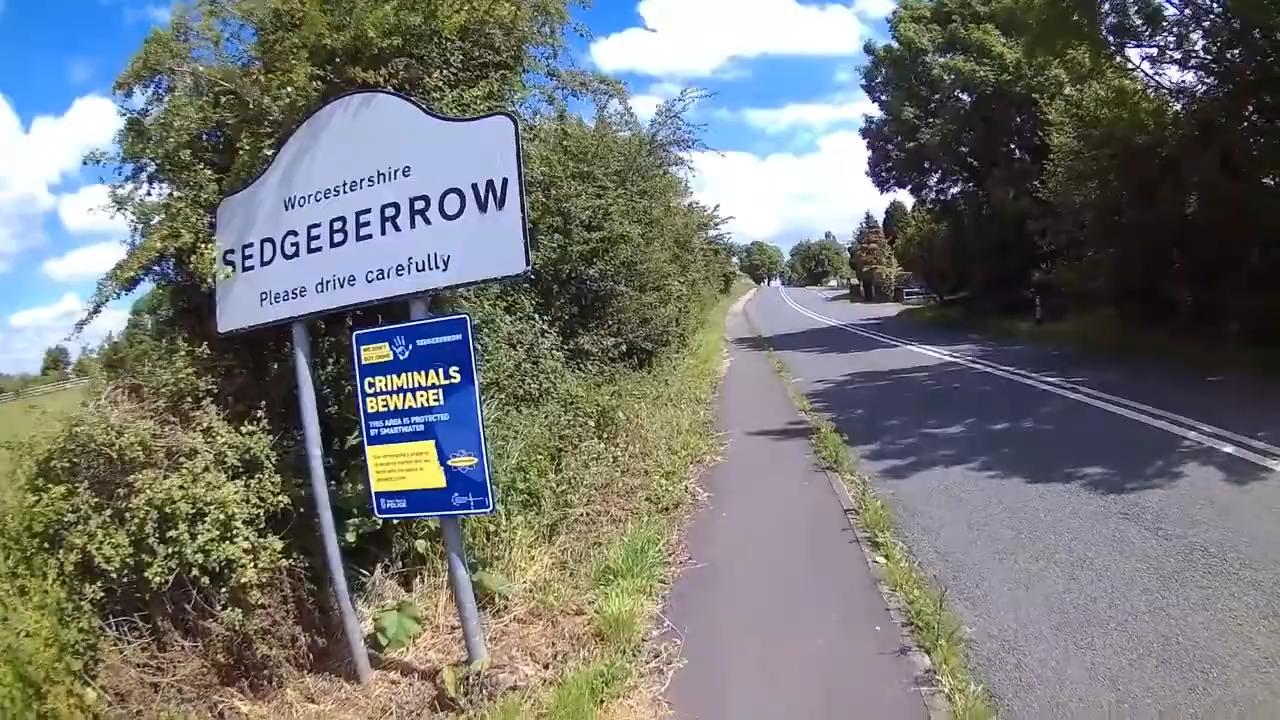 Worcestershire
SEDGEBERROW
Please drive carefully
WE DON'T
BUY CRIME
SEDGEBERROW
CRIMINALS
BEWARE!
THIS AREA IS PROTECTED
BY SMARTWATER
POLICE